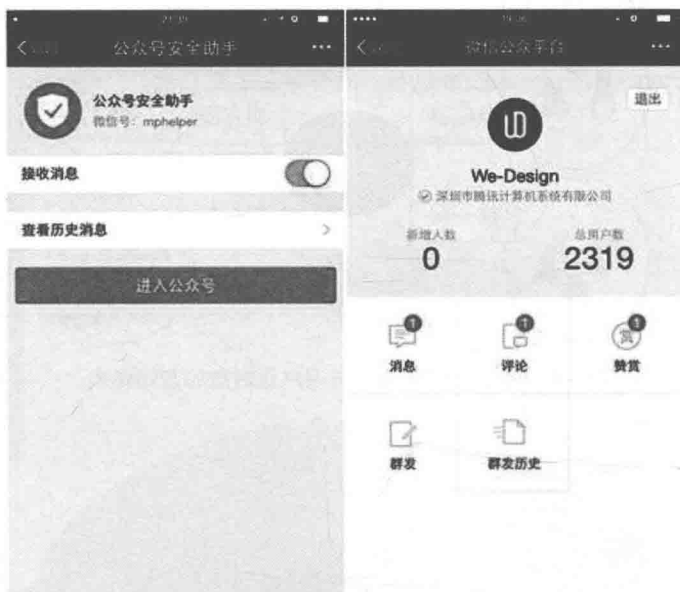 公众号安全助手
公众号安全助手
微信号：mphelper
接收消息
查看历史消息
进入公众号
微信公众平台
退出
We-Design
深圳市腾讯计算机系统有限公司
新增人数
总用户数
0
2319
1
1
1
消息
评论
赞赏
群发
群发历史